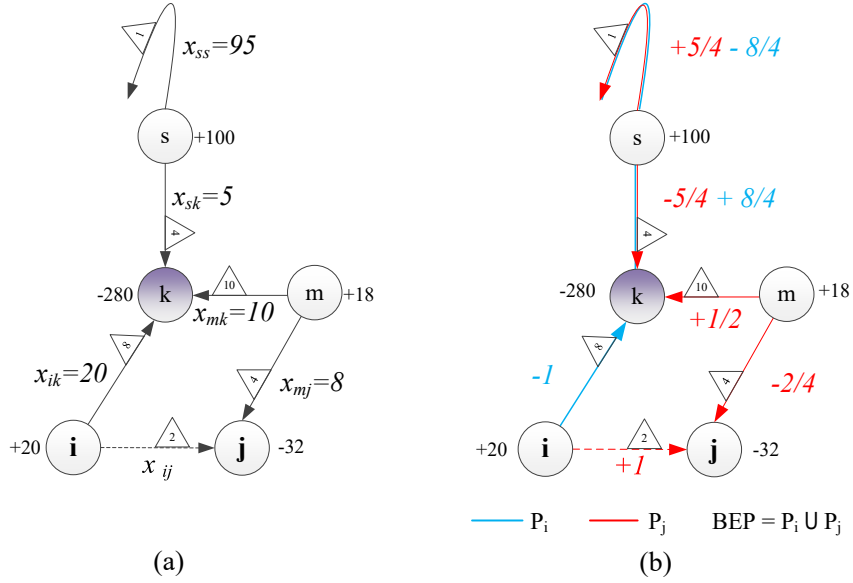 1
x_ss=95
s
+100
x_sk=5
4
-280
k
10
m
+18
x_mk=10
8
x_ik=20
4
x_mj=8
+20
i
2
j
-32
x_ij
(a)
1
+5/4 - 8/4
s
+100
-5/4 + 8/4
4
-280
k
10
m
+18
+1/2
8
-1
4
-2/4
+20
i
2
j
-32
+1
P_i
P_j
BEP = P_i U P_j
(b)